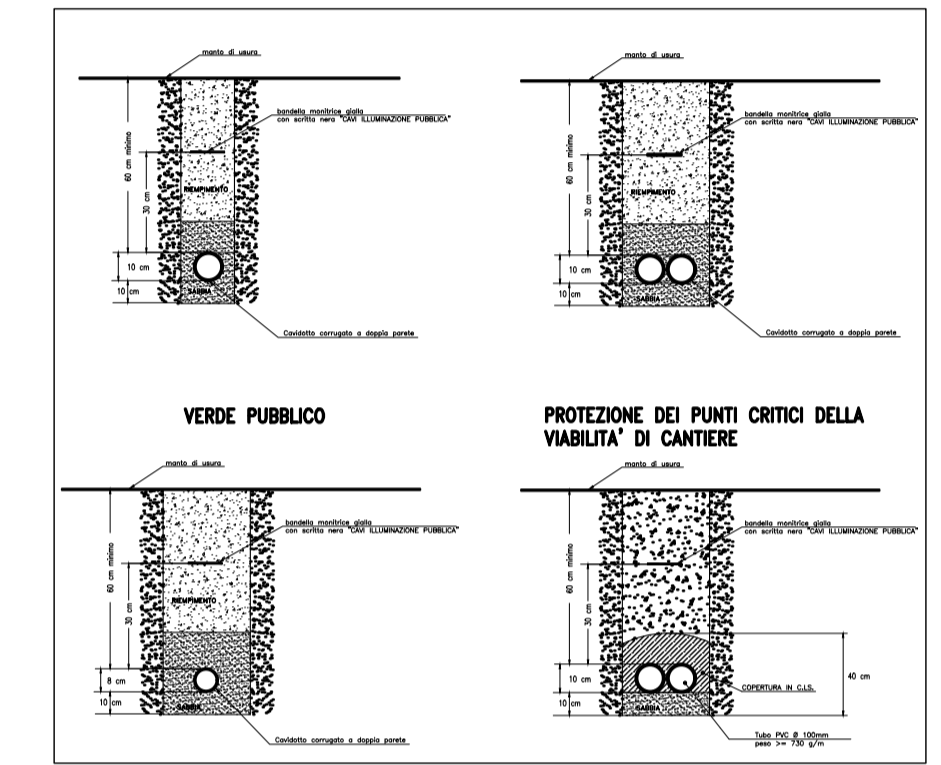 manto di usura
bandella monitrice gialla
con scritta nera "CAVI ILLUMINAZIONE PUBBLICA"
60 cm minimo
30 cm
RIEMPIMENTO
10 cm
10 cm
SABBIA
Cavidotto corrugato a doppia parete
manto di usura
bandella monitrice gialla
con scritta nera "CAVI ILLUMINAZIONE PUBBLICA"
60 cm minimo
30 cm
RIEMPIMENTO
10 cm
10 cm
SABBIA
Cavidotto corrugato a doppia parete
VERDE PUBBLICO
manto di usura
bandella monitrice gialla
con scritta nera "CAVI ILLUMINAZIONE PUBBLICA"
60 cm minimo
30 cm
RIEMPIMENTO
8 cm
10 cm
SABBIA
Cavidotto corrugato a doppia parete
PROTEZIONE DEI PUNTI CRITICI DELLA
VIABILITA' DI CANTIERE
manto di usura
bandella monitrice gialla
con scritta nera "CAVI ILLUMINAZIONE PUBBLICA"
60 cm minimo
30 cm
10 cm
40 cm
COPERTURA IN C.I.S.
10 cm
SABBIA
Tubo PVC Ø 100mm
peso >= 730 g/m